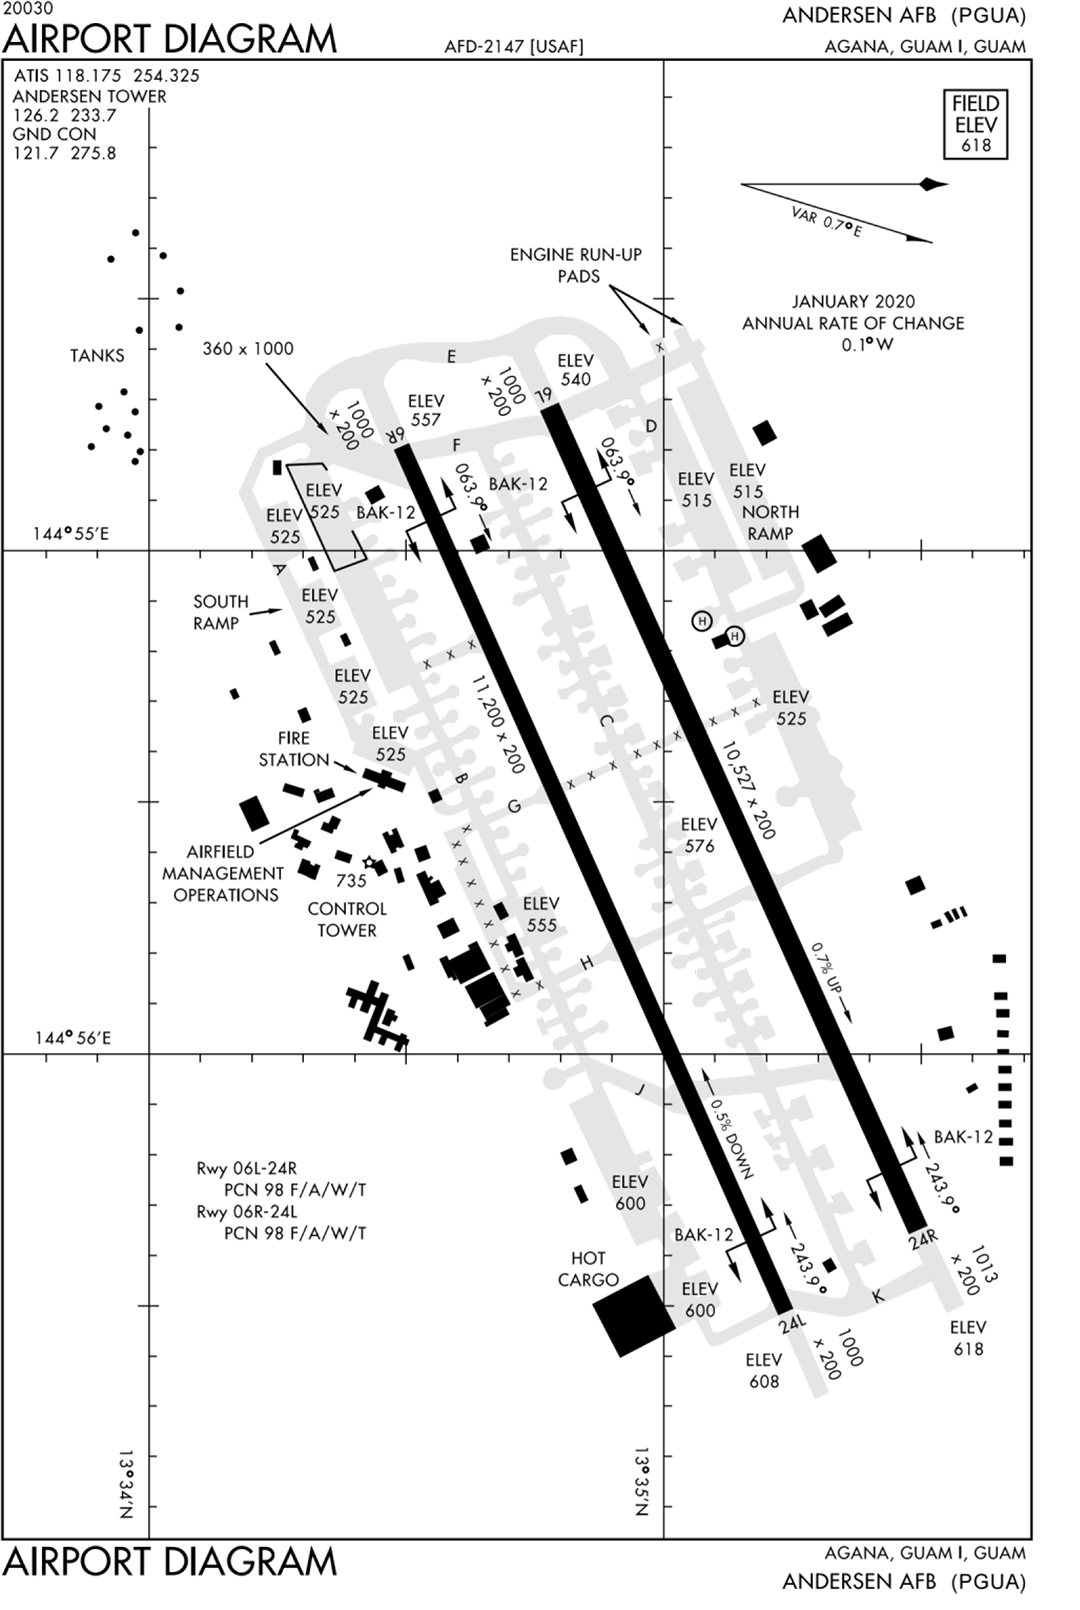 20030
AIRPORT DIAGRAM
AFD-2147 [USAF]
ANDERSEN AFB (PGUA)
AGANA, GUAM I, GUAM
ATIS 118.175 254.325
ANDERSEN TOWER
126.2 233.7
GND CON
121.7 275.8
FIELD
ELEV
618
VAR 0.7°E
JANUARY 2020
ANNUAL RATE OF CHANGE
0.1°W
ENGINE RUN-UP
PADS
TANKS
360 x 1000
E
1000
x 200
ELEV
540
6L
1000
x 200
ELEV
557
6R
F
D
063.9°
063.9°
BAK-12
BAK-12
ELEV
525
ELEV
525
ELEV
515
ELEV
515
NORTH
RAMP
144°55'E
A
SOUTH
RAMP
ELEV
525
H
H
ELEV
525
11,200 x 200
C
ELEV
525
FIRE
STATION
ELEV
525
B
G
10,527 x 200
ELEV
576
AIRFIELD
MANAGEMENT
OPERATIONS
735
CONTROL
TOWER
ELEV
555
H
0.7% UP
144°56'E
J
0.5% DOWN
BAK-12
243.9°
Rwy 06L-24R
PCN 98 F/A/W/T
Rwy 06R-24L
PCN 98 F/A/W/T
ELEV
600
BAK-12
243.9°
24R
1013
x 200
HOT
CARGO
ELEV
600
K
24L
1000
x 200
ELEV
618
ELEV
608
13°34'N
13°35'N
AIRPORT DIAGRAM
AGANA, GUAM I, GUAM
ANDERSEN AFB (PGUA)